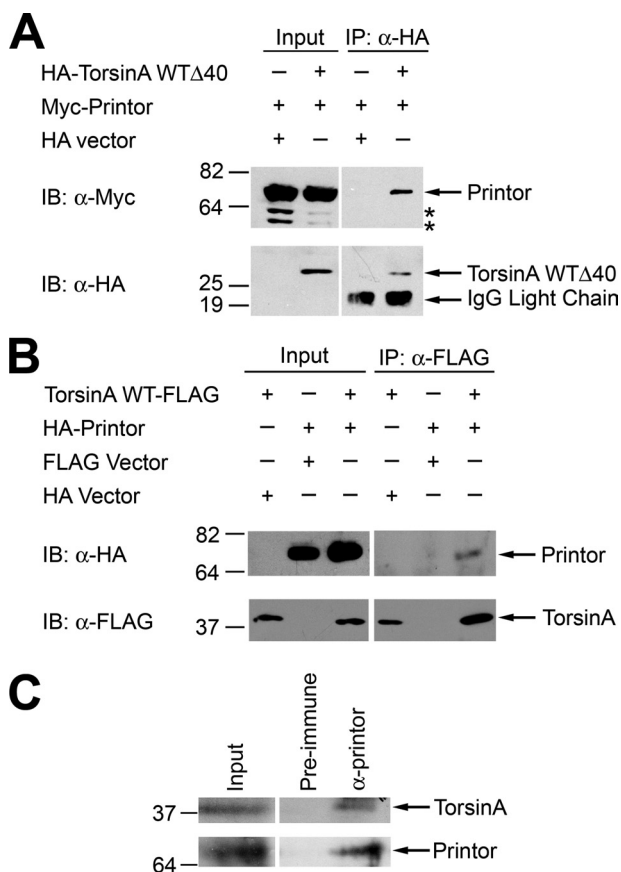 A
Input IP: α-HA
HA-TorsinA WTΔ40 − + − +
Myc-Printor + + + +
HA vector + − + −
82
64
IB: α-Myc
Printor
*
*
IB: α-HA
25
19
TorsinA WTΔ40
IgG Light Chain
B
Input IP: α-FLAG
TorsinA WT-FLAG + − + + − +
HA-Printor − + + − + +
FLAG Vector − + − − + −
HA Vector + − − + − −
82
64
IB: α-HA
Printor
IB: α-FLAG
37
TorsinA
C
Input Pre-immune α-printor
37
TorsinA
64
Printor